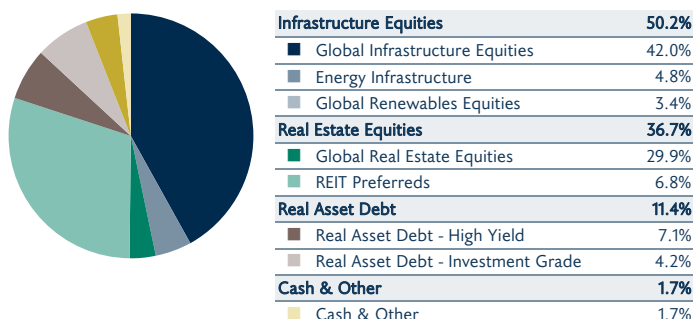 Infrastructure Equities 50.2%
Global Infrastructure Equities 42.0%
Energy Infrastructure 4.8%
Global Renewables Equities 3.4%
Real Estate Equities 36.7%
Global Real Estate Equities 29.9%
REIT Preferreds 6.8%
Real Asset Debt 11.4%
Real Asset Debt - High Yield 7.1%
Real Asset Debt - Investment Grade 4.2%
Cash & Other 1.7%
Cash & Other 1.7%